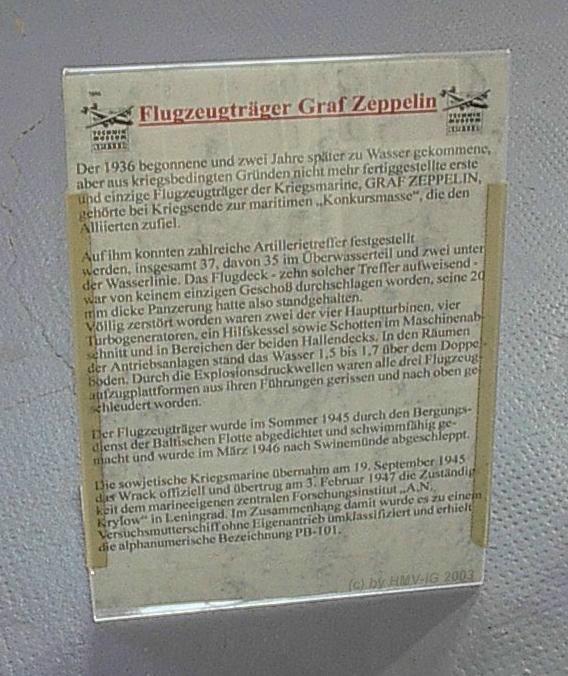 TECHNIK
MUSEUM
Flugzeugträger Graf Zeppelin
TECHNIK
MUSEUM
Der 1936 begonnene und zwei Jahre später zu Wasser gekommene,
aber aus kriegsbedingten Gründen nicht mehr fertiggestellte erste
und einzige Flugzeugträger der Kriegsmarine, GRAF ZEPPELIN,
gehörte bei Kriegsende zur maritimen „Konkursmasse“, die den
Alliierten zufiel.
Auf ihm konnten zahlreiche Artillerietreffer festgestellt
werden, insgesamt 37, davon 35 im Überwasserteil und zwei unter
der Wasserlinie. Das Flugdeck - zehn solcher Treffer aufweisend -
war von keinem einzigen Geschoß durchschlagen worden, seine 20
mm dicke Panzerung hatte also standgehalten.
Völlig zerstört worden waren zwei der vier Hauptturbinen, vier
Turbogeneratoren, ein Hilfskessel sowie Schotten im Maschinenab-
schnitt und in Bereichen der beiden Hallendecks. In den Räumen
der Antriebsanlagen stand das Wasser 1,5 bis 1,7 über dem Doppel-
boden. Durch die Explosionsdruckwellen waren alle drei Flugzeug-
aufzugplattformen aus ihren Führungen gerissen und nach oben ge-
schleudert worden.
Der Flugzeugträger wurde im Sommer 1945 durch den Bergungs-
dienst der Baltischen Flotte abgedichtet und schwimmfähig ge-
macht und wurde im März 1946 nach Swinemünde abgeschleppt.
Die sowjetische Kriegsmarine übernahm am 19. September 1945
das Wrack offiziell und übertrug am 3. Februar 1947 die Zuständig-
keit dem marineeigenen zentralen Forschungsinstitut „A.N.
Krylow“ in Leningrad. Im Zusammenhang damit wurde es zu einem
Versuchsmutterschiff ohne Eigenantrieb umklassifiziert und erhielt
die alphanumerische Bezeichnung PB-101.
(c) by HMV-IG 2003